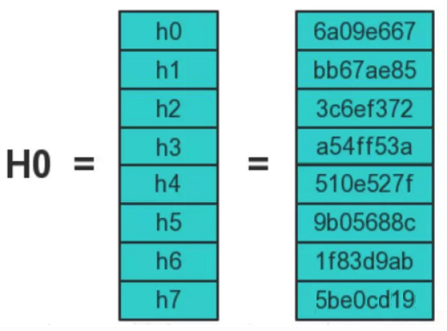 h0 6a09e667
h1 bb67ae85
h2 3c6ef372
h3 a54ff53a
H0 = =
h4 510e527f
h5 9b05688c
h6 1f83d9ab
h7 5be0cd19